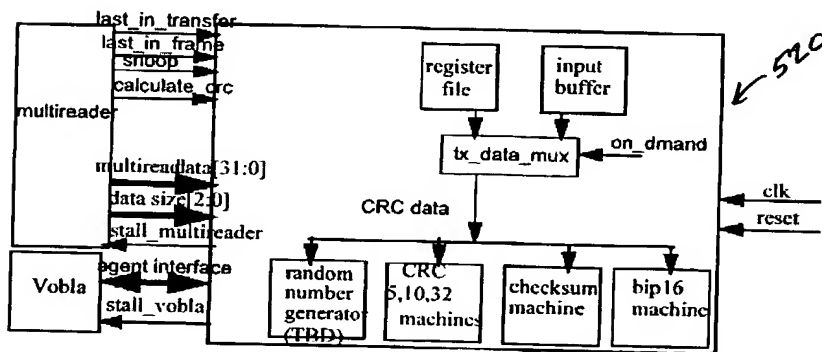 last_in_transfer
last_in_frame
snoop
calculate_crc
multireader
multireaddata[31:0]
data size[2:0]
stall_multireader
Vobla
agent interface
stall_vobla
register
file
input
buffer
tx_data_mux
on_dmand
CRC data
random
number
generator
(TBD)
CRC
5,10,32
machines
checksum
machine
bip16
machine
clk
reset
520